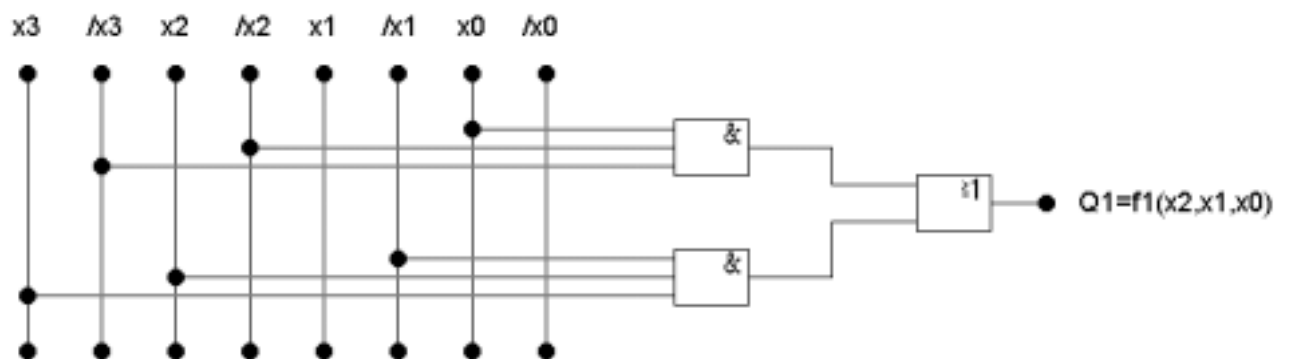 x3 /x3 x2 /x2 x1 /x1 x0 /x0
&
≥1
Q1=f1(x2,x1,x0)
&